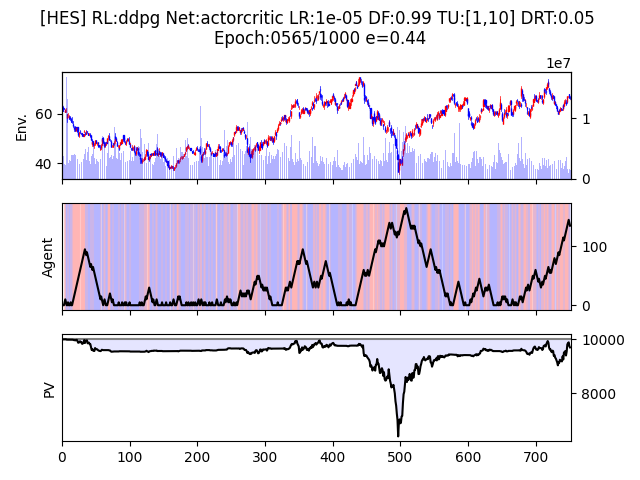 [HES] RL:ddpg Net:actorcritic LR:1e-05 DF:0.99 TU:[1,10] DRT:0.05
Epoch:0565/1000 e=0.44
1e7
Env.
60
40
1
0
Agent
100
0
PV
10000
8000
0 100 200 300 400 500 600 700